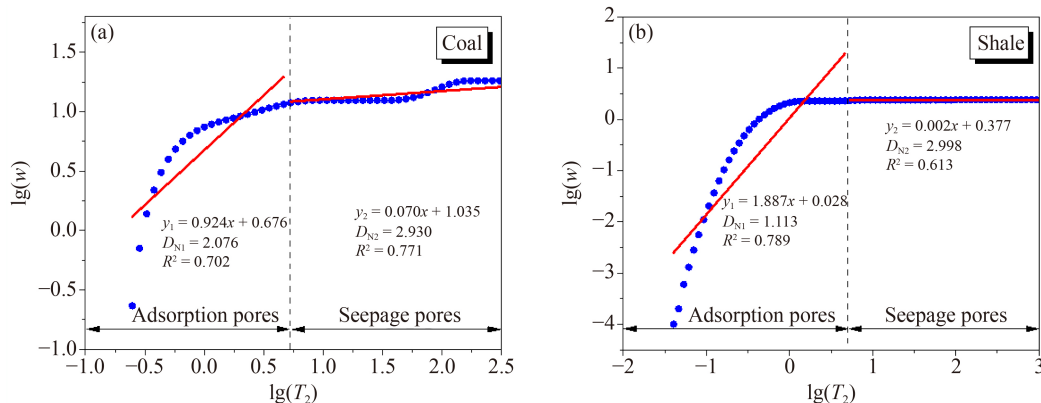 (a)
Coal
1.5
1.0
0.5
0.0
−0.5
−1.0
lg(w)
y₁ = 0.924x + 0.676
D_N1 = 2.076
R² = 0.702
y₂ = 0.070x + 1.035
D_N2 = 2.930
R² = 0.771
Adsorption pores
Seepage pores
−1.0 −0.5 0.0 0.5 1.0 1.5 2.0 2.5
lg(T₂)
(b)
Shale
2
1
0
−1
−2
−3
−4
lg(w)
y₂ = 0.002x + 0.377
D_N2 = 2.998
R² = 0.613
y₁ = 1.887x + 0.028
D_N1 = 1.113
R² = 0.789
Adsorption pores
Seepage pores
−2 −1 0 1 2 3
lg(T₂)